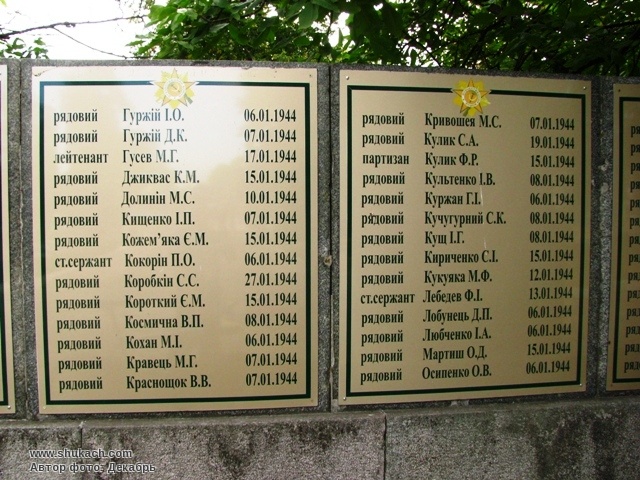 рядовий Гуржій І.О. 06.01.1944
рядовий Гуржій Д.К. 07.01.1944
лейтенант Гусев М.Г. 17.01.1944
рядовий Джиквас К.М. 15.01.1944
рядовий Долинін М.С. 10.01.1944
рядовий Кищенко І.П. 07.01.1944
рядовий Кожем'яка Є.М. 15.01.1944
ст.сержант Кокорін П.О. 06.01.1944
рядовий Коробкін С.С. 27.01.1944
рядовий Короткий Є.М. 15.01.1944
рядовий Космична В.П. 08.01.1944
рядовий Кохан М.І. 06.01.1944
рядовий Кравець М.Г. 07.01.1944
рядовий Краснощок В.В. 07.01.1944
рядовий Кривошея М.С. 07.01.1944
рядовий Кулик С.А. 19.01.1944
партизан Кулик Ф.Р. 15.01.1944
рядовий Культенко І.В. 08.01.1944
рядовий Куржан Г.І. 06.01.1944
рядовий Кучугурний С.К. 08.01.1944
рядовий Кущ І.Г. 08.01.1944
рядовий Кириченко С.І. 15.01.1944
рядовий Кукуяка М.Ф. 12.01.1944
ст.сержант Лебедев Ф.І. 13.01.1944
рядовий Лобунець Д.П. 06.01.1944
рядовий Любченко І.А. 06.01.1944
рядовий Мартиш О.Д. 15.01.1944
рядовий Осипенко О.В. 06.01.1944
www.shukach.com
Автор фото: Декабрь